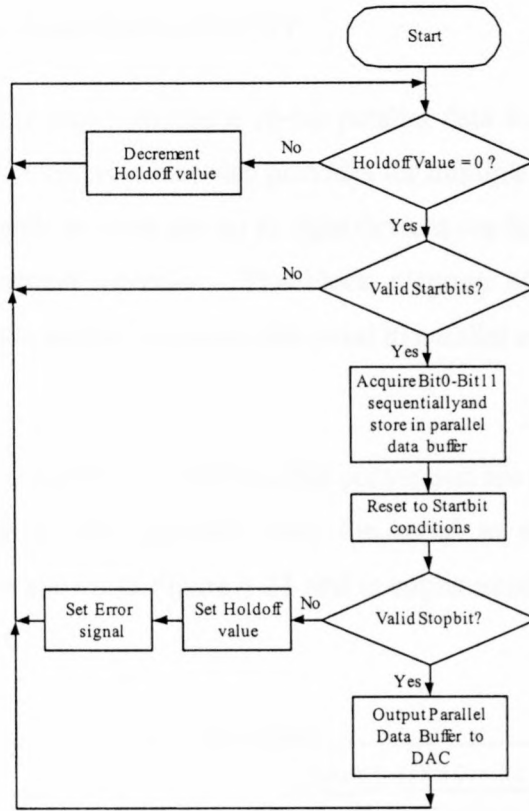 Start
Holdoff Value = 0 ?
No
Decrement
Holdoff value
Yes
Valid Startbits?
No
Yes
Acquire Bit0-Bit11
sequentially and
store in parallel
data buffer
Reset to Startbit
conditions
Valid Stopbit?
No
Set Holdoff
value
Set Error
signal
Yes
Output Parallel
Data Buffer to
DAC